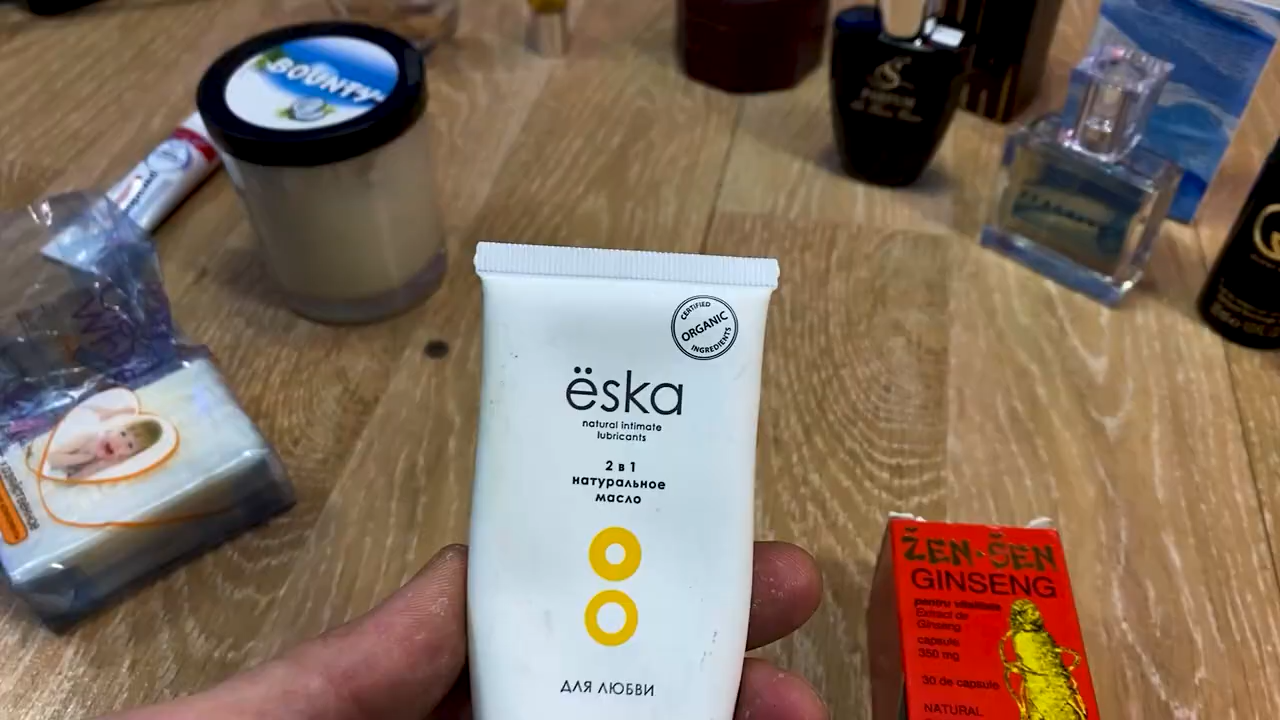 BOUNTY
CERTIFIED
ORGANIC
INGREDIENTS
ëska
natural intimate
lubricants
2 в 1
натуральное
масло
ДЛЯ ЛЮБВИ
ŽEN-ŠEN
GINSENG
pentru vitalitate
Extract de
Ginseng
capsule
350 mg
30 de capsule
NATURAL
S